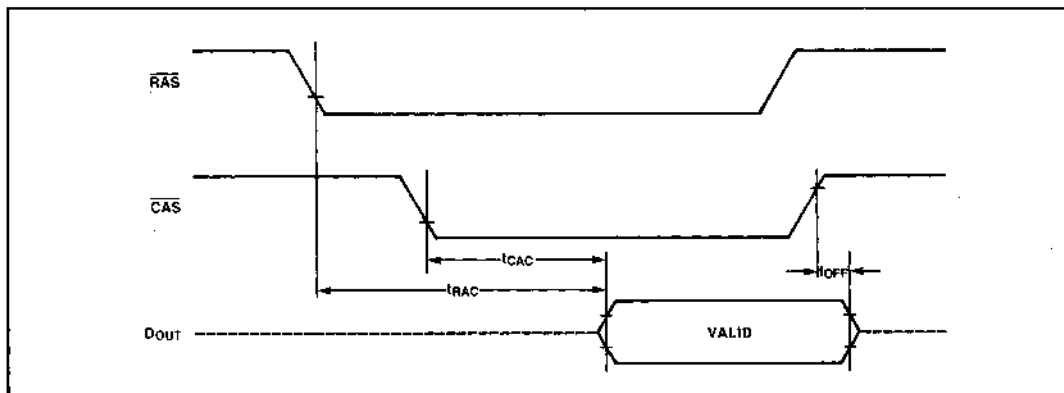 RAS
CAS
tCAC
tOFF
tRAC
DOUT
VALID